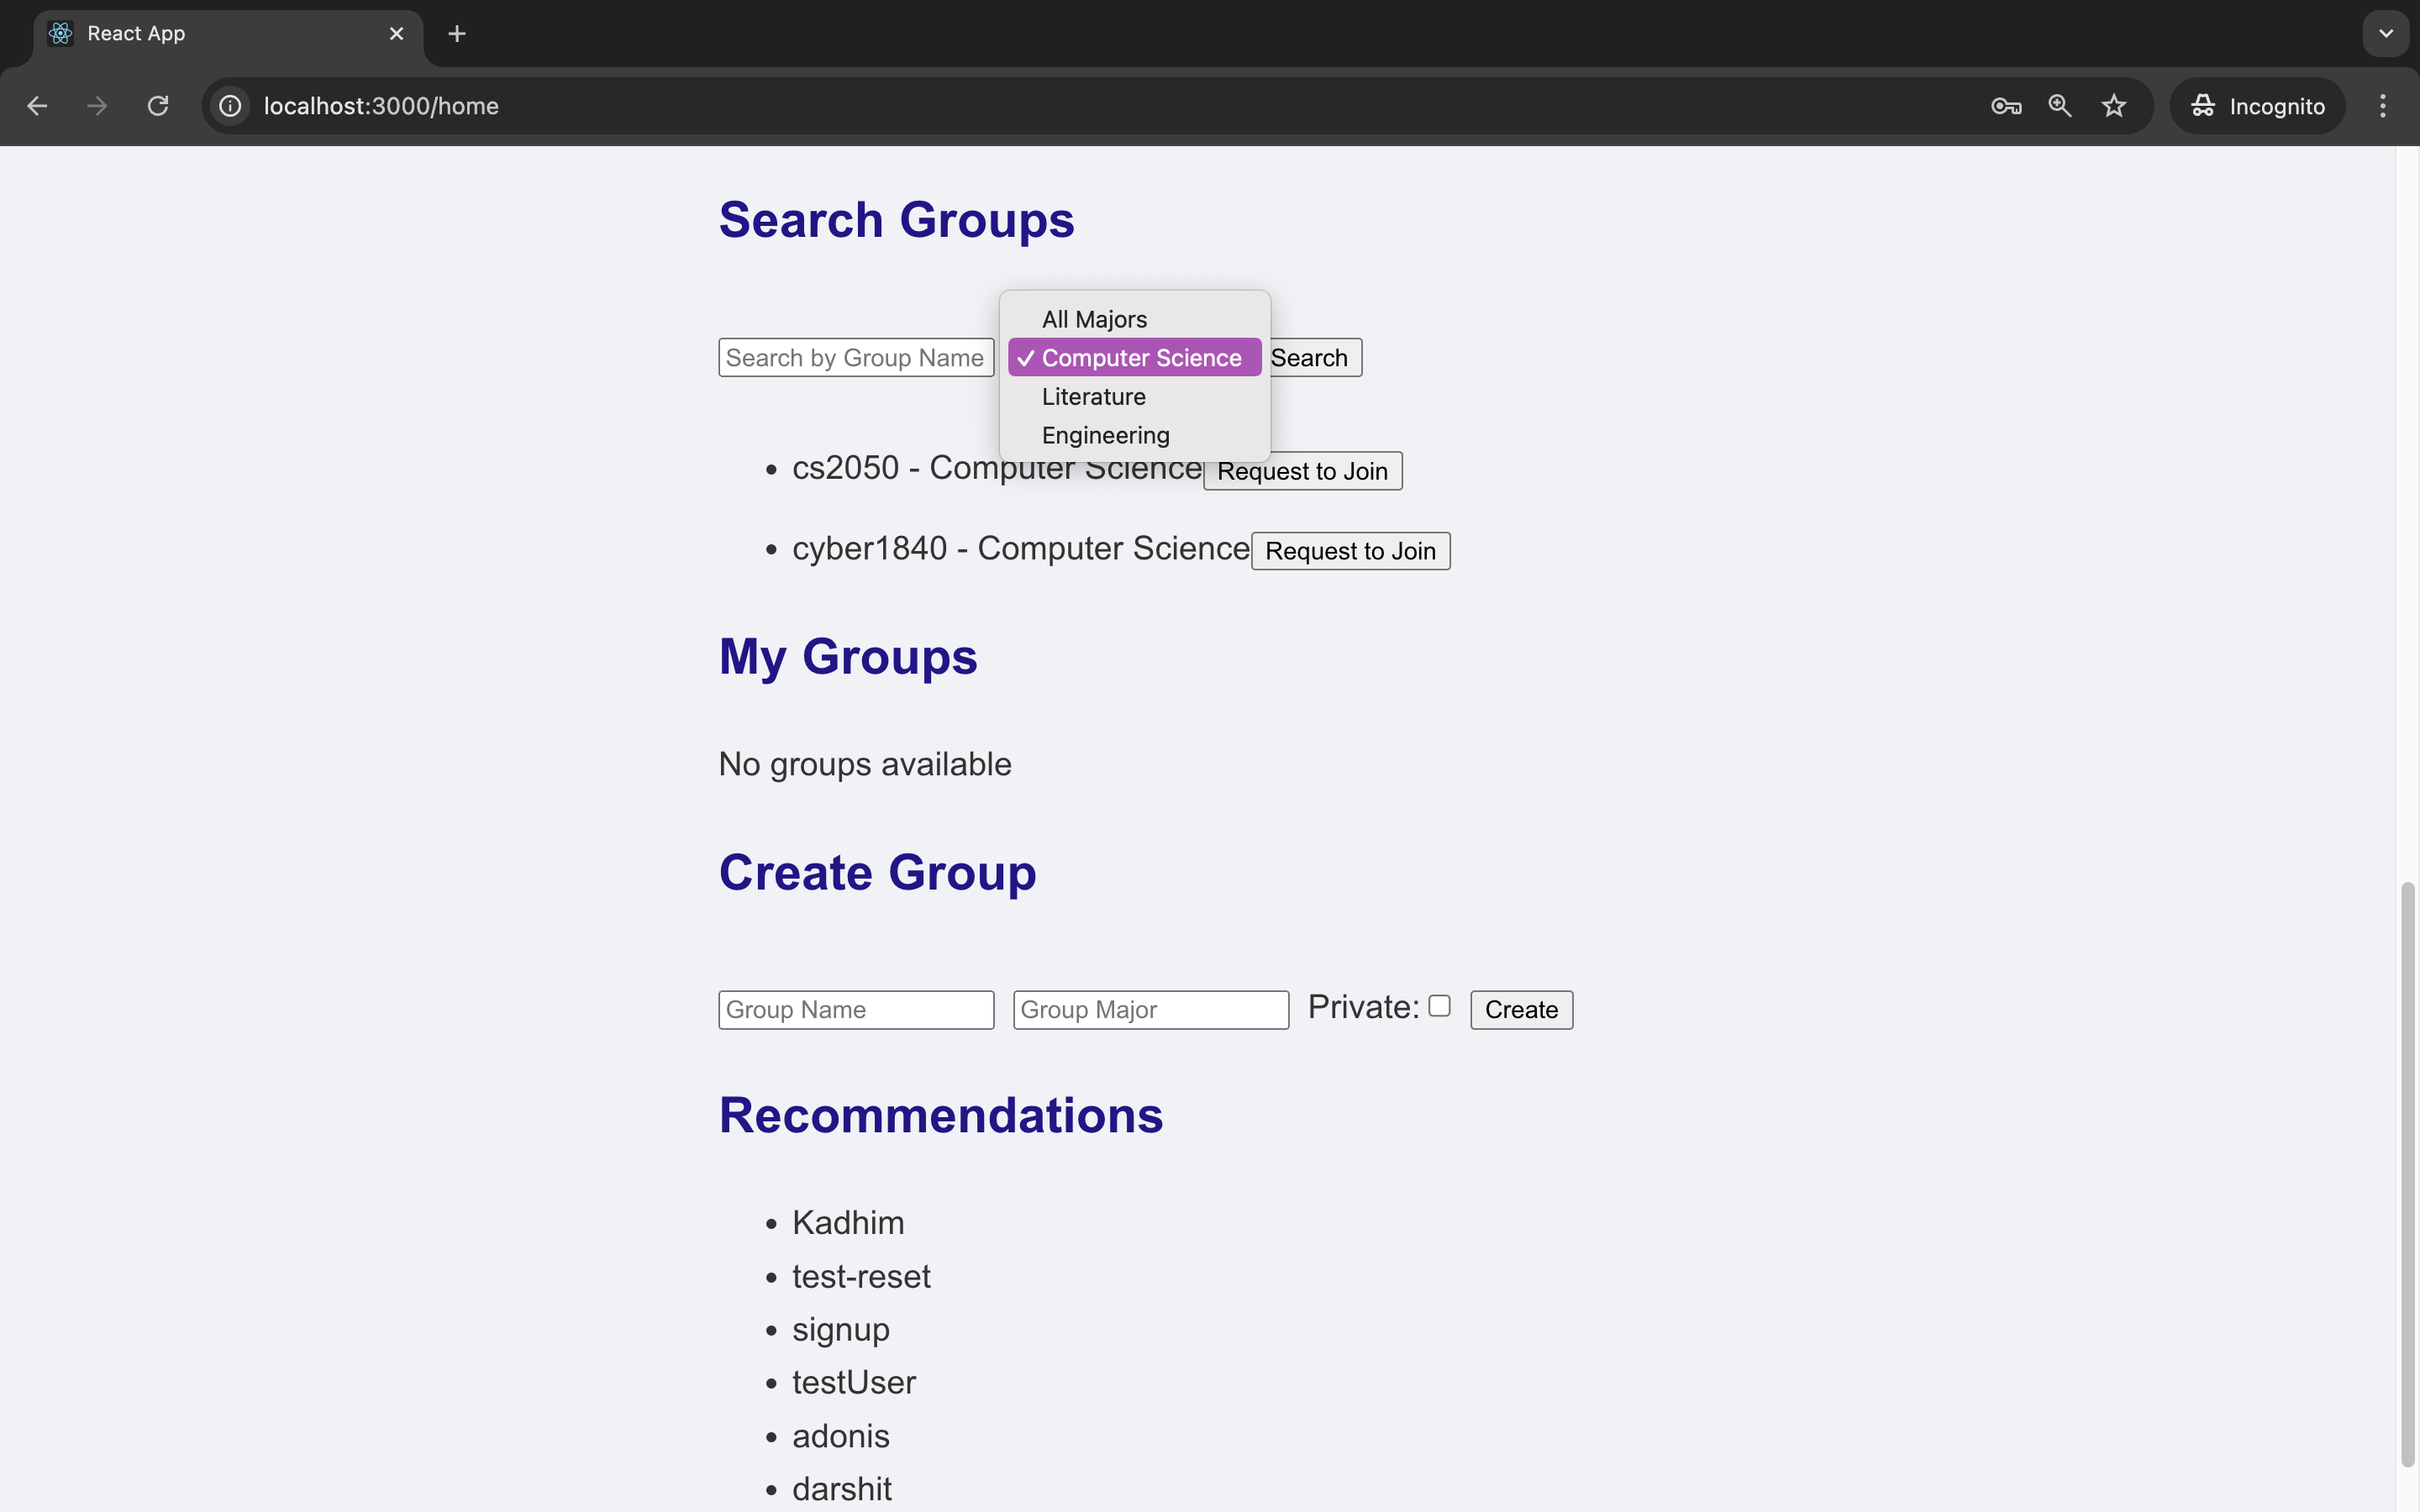 React App
localhost:3000/home
Incognito
Search Groups
All Majors
Search by Group Name
✓ Computer Science
Search
Literature
Engineering
• cs2050 - Computer Science Request to Join
• cyber1840 - Computer Science Request to Join
My Groups
No groups available
Create Group
Group Name
Group Major
Private:
Create
Recommendations
• Kadhim
• test-reset
• signup
• testUser
• adonis
• darshit